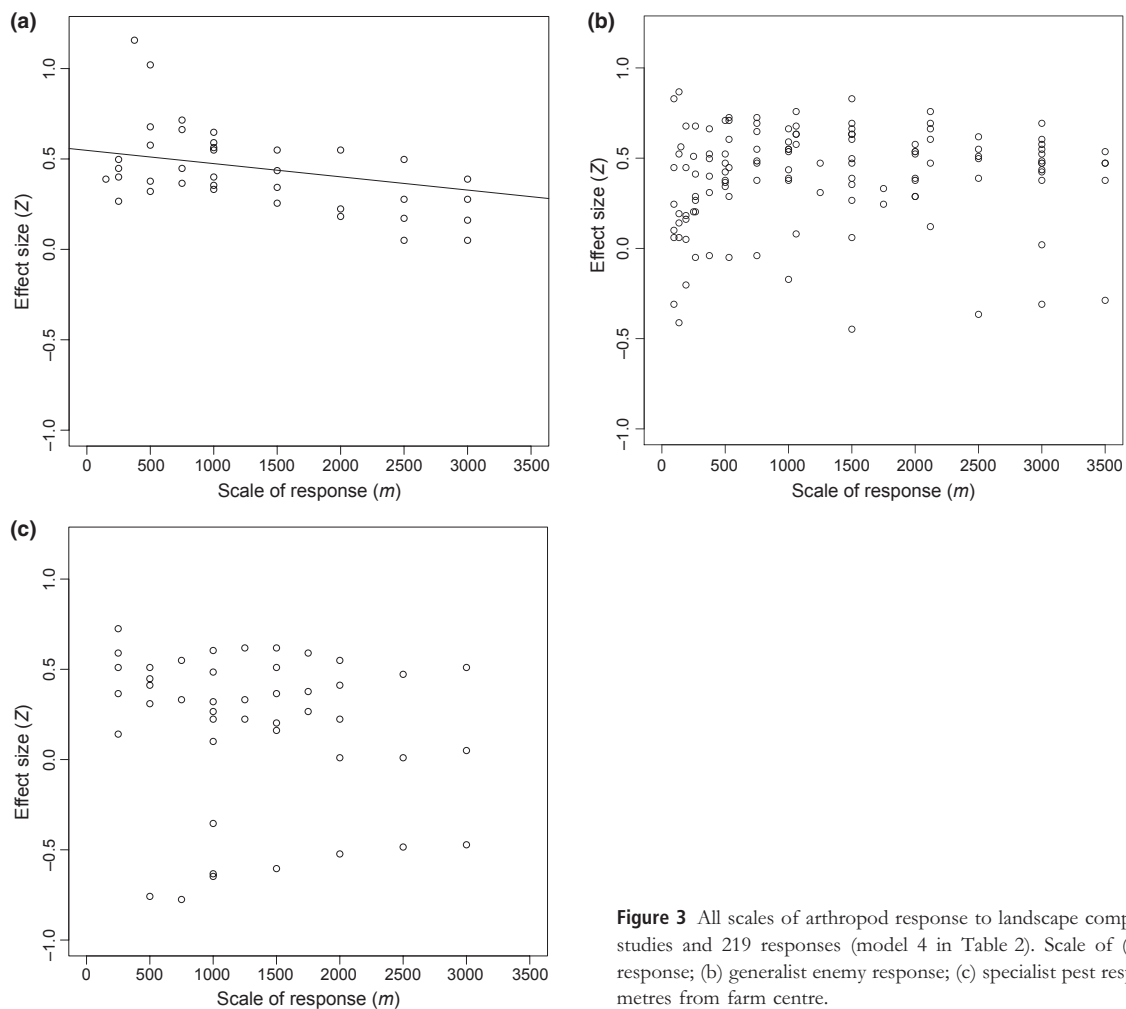 (a)
1.0
0.5
0.0
−0.5
−1.0
Effect size (Z)
0 500 1000 1500 2000 2500 3000 3500
Scale of response (m)
(b)
1.0
0.5
0.0
−0.5
−1.0
Effect size (Z)
0 500 1000 1500 2000 2500 3000 3500
Scale of response (m)
(c)
1.0
0.5
0.0
−0.5
−1.0
Effect size (Z)
0 500 1000 1500 2000 2500 3000 3500
Scale of response (m)
Figure 3 All scales of arthropod response to landscape comp
studies and 219 responses (model 4 in Table 2). Scale of (
response; (b) generalist enemy response; (c) specialist pest resp
metres from farm centre.